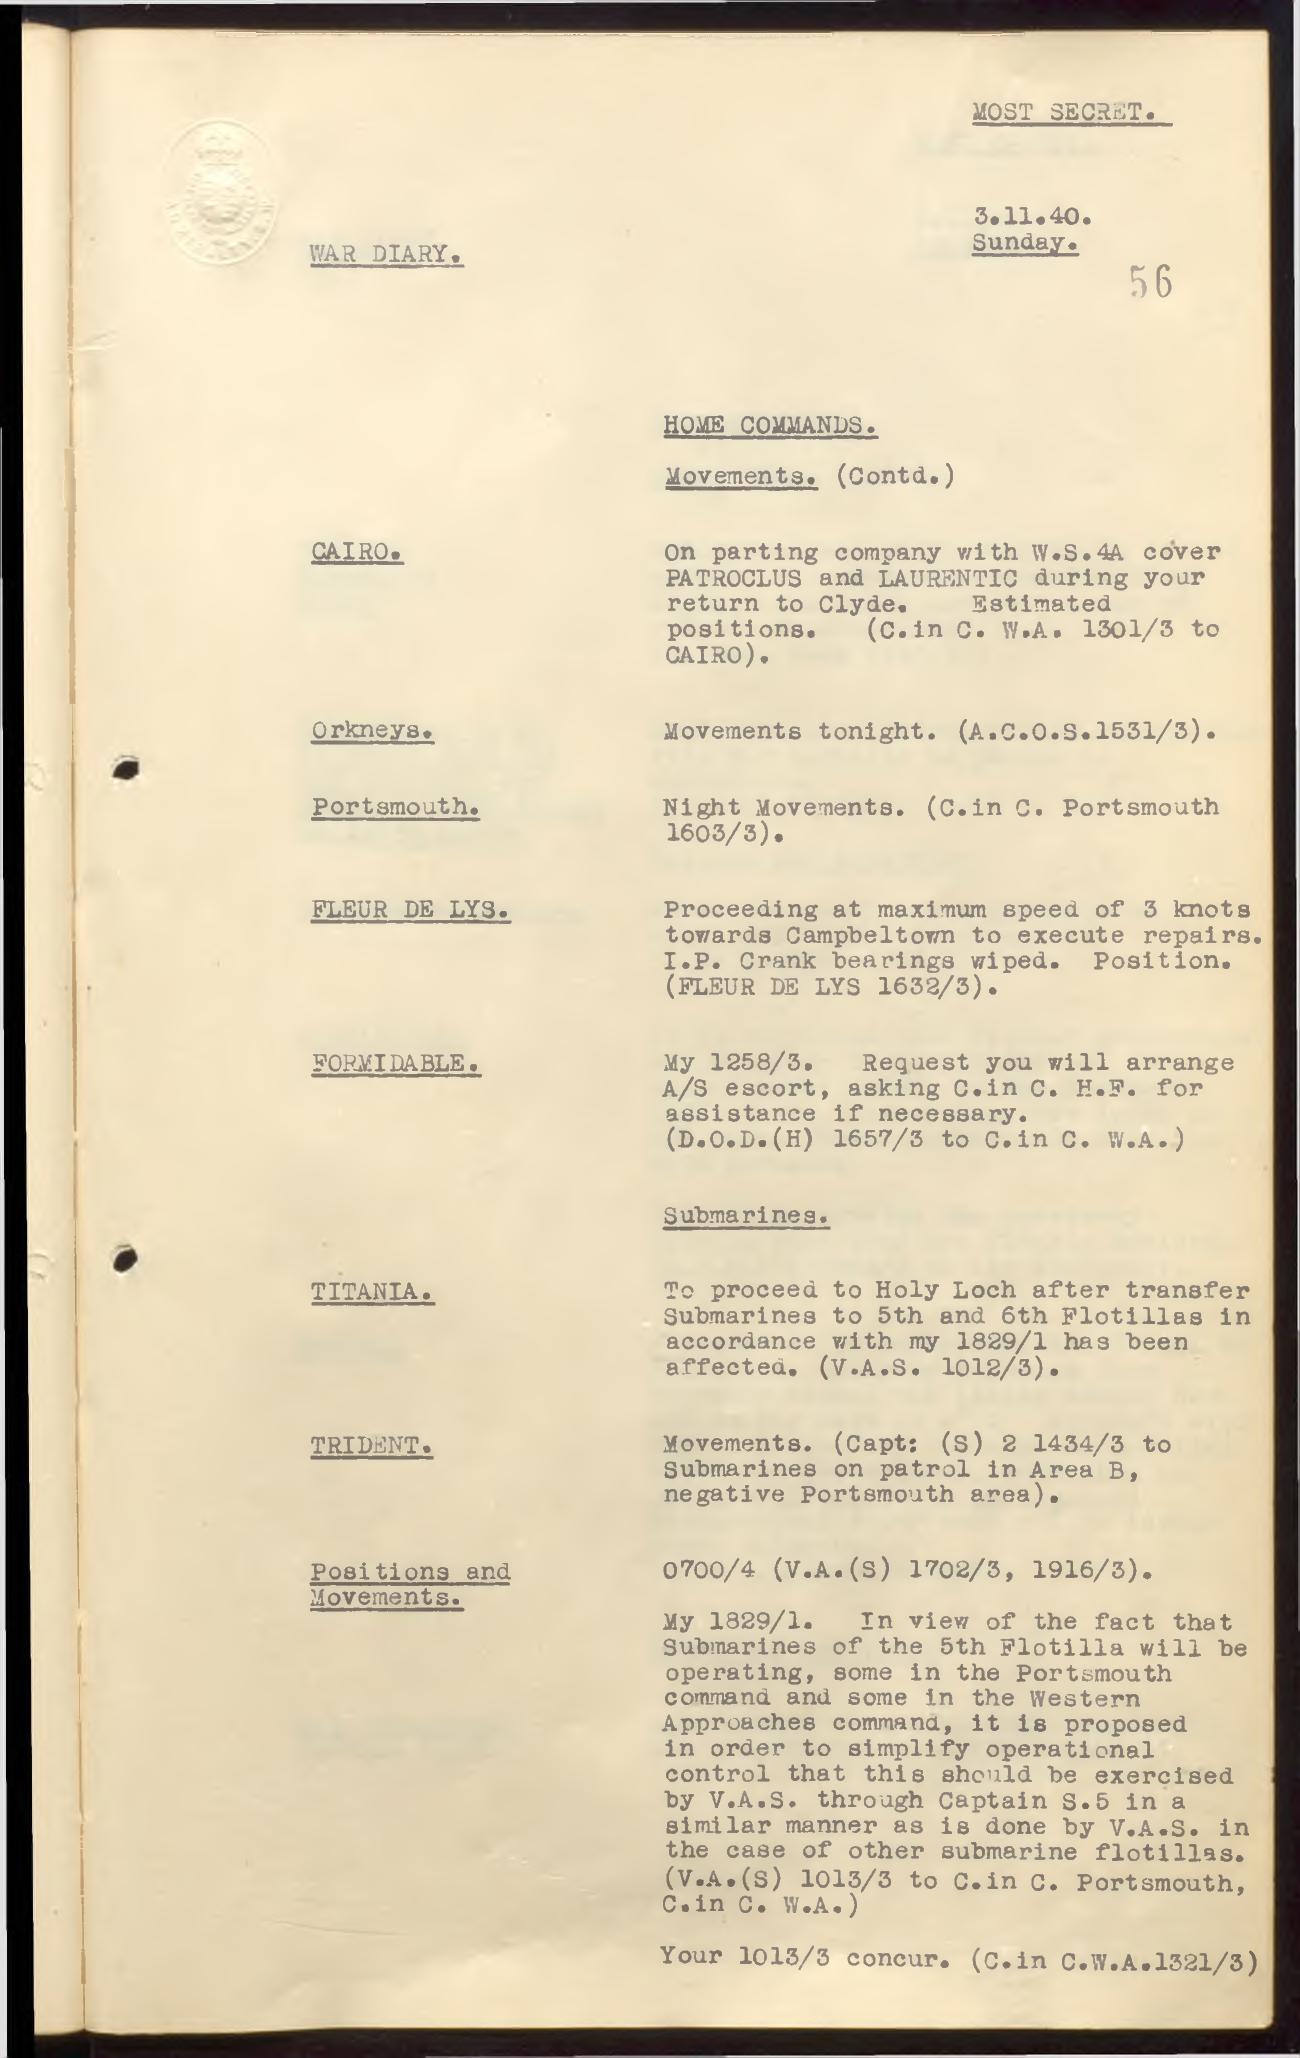 MOST SECRET.
3.11.40.
Sunday.
WAR DIARY.
56
HOME COMMANDS.
Movements. (Contd.)
CAIRO.
On parting company with W.S.4A cover
PATROCLUS and LAURENTIC during your
return to Clyde. Estimated
positions. (C.in C. W.A. 1301/3 to
CAIRO).
Orkneys.
Movements tonight. (A.C.O.S.1531/3).
Portsmouth.
Night Movements. (C.in C. Portsmouth
1603/3).
FLEUR DE LYS.
Proceeding at maximum speed of 3 knots
towards Campbeltown to execute repairs.
I.P. Crank bearings wiped. Position.
(FLEUR DE LYS 1632/3).
FORMIDABLE.
My 1258/3. Request you will arrange
A/S escort, asking C.in C. H.F. for
assistance if necessary.
(D.O.D.(H) 1657/3 to C.in C. W.A.)
Submarines.
TITANIA.
To proceed to Holy Loch after transfer
Submarines to 5th and 6th Flotillas in
accordance with my 1829/1 has been
affected. (V.A.S. 1012/3).
TRIDENT.
Movements. (Capt: (S) 2 1434/3 to
Submarines on patrol in Area B,
negative Portsmouth area).
Positions and
Movements.
0700/4 (V.A.(S) 1702/3, 1916/3).
My 1829/1. In view of the fact that
Submarines of the 5th Flotilla will be
operating, some in the Portsmouth
command and some in the Western
Approaches command, it is proposed
in order to simplify operational
control that this should be exercised
by V.A.S. through Captain S.5 in a
similar manner as is done by V.A.S. in
the case of other submarine flotillas.
(V.A.(S) 1013/3 to C.in C. Portsmouth,
C.in C. W.A.)
Your 1013/3 concur. (C.in C.W.A.1321/3)